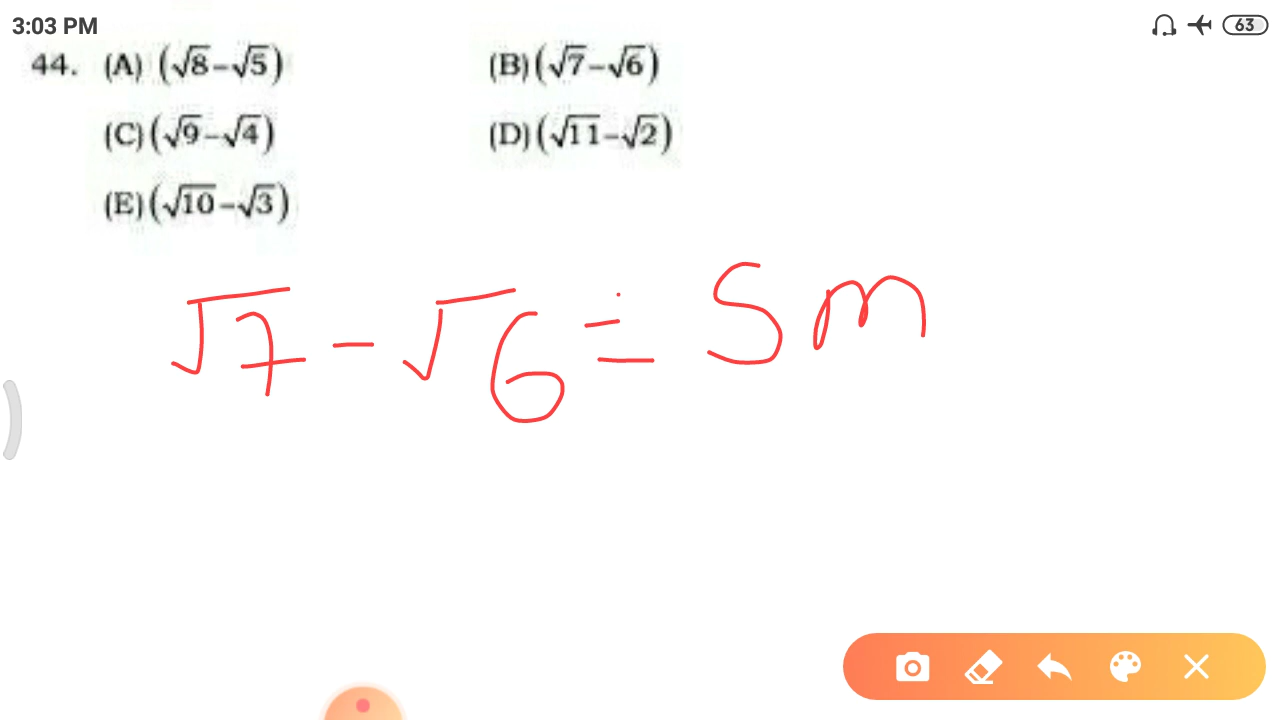 3:03 PM 63
44. (A) (√8–√5) (B) (√7–√6)
(C) (√9–√4) (D) (√11–√2)
(E) (√10–√3)
√7 - √6 = Sm